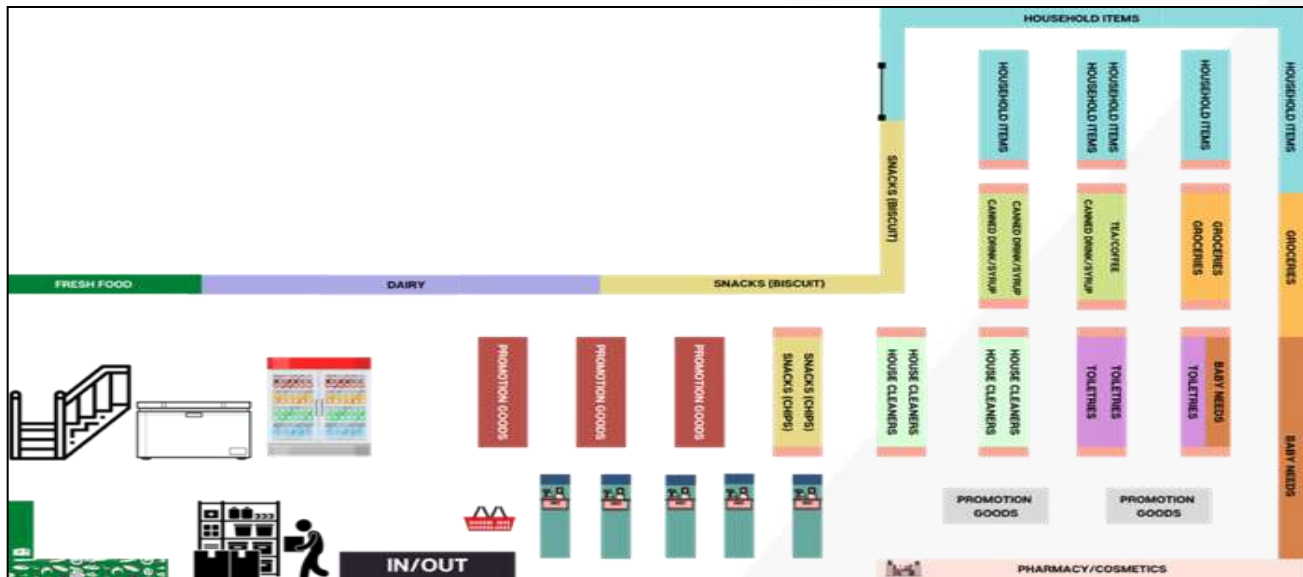 HOUSEHOLD ITEMS
HOUSEHOLD ITEMS
HOUSEHOLD ITEMS
HOUSEHOLD ITEMS
HOUSEHOLD ITEMS
HOUSEHOLD ITEMS
SNACKS (BISCUIT)
CANNED DRINK/SYRUP
CANNED DRINK/SYRUP
TEA/COFFEE
CANNED DRINK/SYRUP
GROCERIES
GROCERIES
GROCERIES
FRESH FOOD
DAIRY
SNACKS (BISCUIT)
PROMOTION GOODS
PROMOTION GOODS
PROMOTION GOODS
SNACKS (CHIPS)
SNACKS (CHIPS)
HOUSE CLEANERS
HOUSE CLEANERS
HOUSE CLEANERS
HOUSE CLEANERS
TOILETRIES
TOILETRIES
BABY NEEDS
TOILETRIES
BABY NEEDS
PROMOTION
GOODS
PROMOTION
GOODS
IN/OUT
PHARMACY/COSMETICS